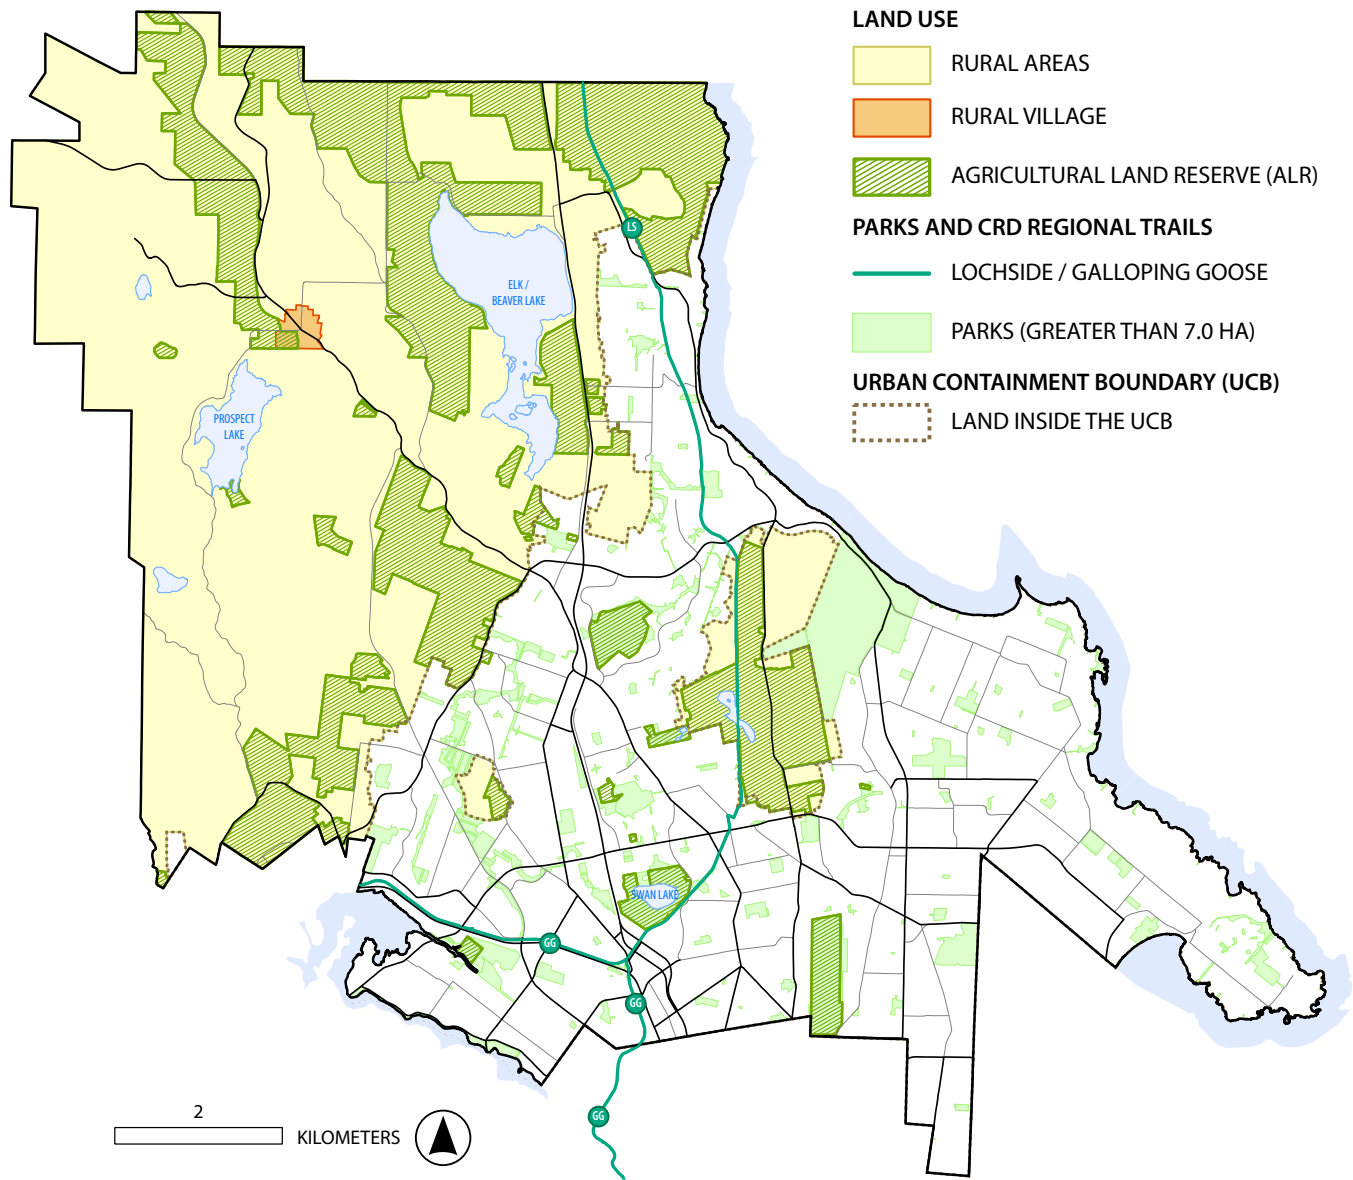 LAND USE
RURAL AREAS
RURAL VILLAGE
AGRICULTURAL LAND RESERVE (ALR)
PARKS AND CRD REGIONAL TRAILS
LOCHSIDE / GALLOPING GOOSE
PARKS (GREATER THAN 7.0 HA)
URBAN CONTAINMENT BOUNDARY (UCB)
LAND INSIDE THE UCB
LS
ELK /
BEAVER LAKE
PROSPECT
LAKE
SWAN LAKE
GG
GG
GG
2
KILOMETERS